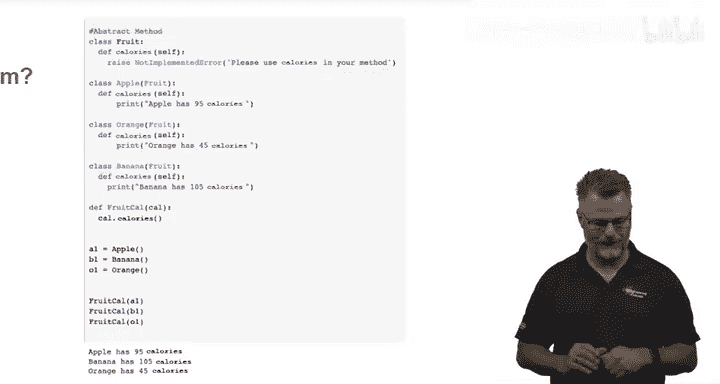 m?
#Abstract Method
class Fruit:
  def calories(self):
    raise NotImplementedError('Please use calories in your method')
class Apple(Fruit):
  def calories(self):
      print("Apple has 95 calories ")
class Orange(Fruit):
  def calories(self):
      print("Orange has 45 calories ")
class Banana(Fruit):
  def calories(self):
    print("Banana has 105 calories ")
def FruitCal(cal):
  cal.calories()
a1 = Apple()
b1 = Banana()
o1 = Orange()
FruitCal(a1)
FruitCal(b1)
FruitCal(o1)
Apple has 95 calories
Banana has 105 calories
Orange has 45 calories